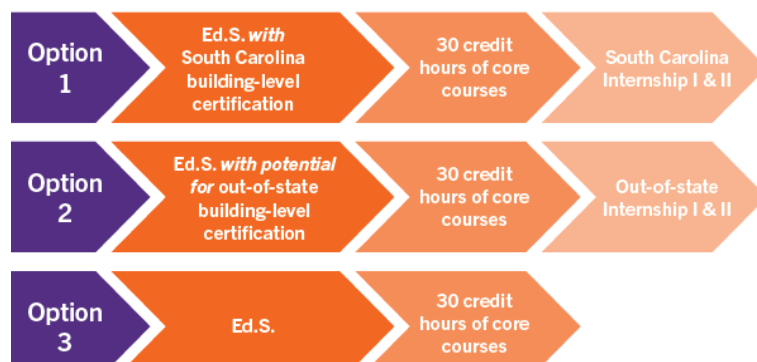 Option
1
Ed.S. with
South Carolina
building-level
certification
30 credit
hours of core
courses
South Carolina
Internship I & II
Option
2
Ed.S. with potential
for out-of-state
building-level
certification
30 credit
hours of core
courses
Out-of-state
Internship I & II
Option
3
Ed.S.
30 credit
hours of core
courses